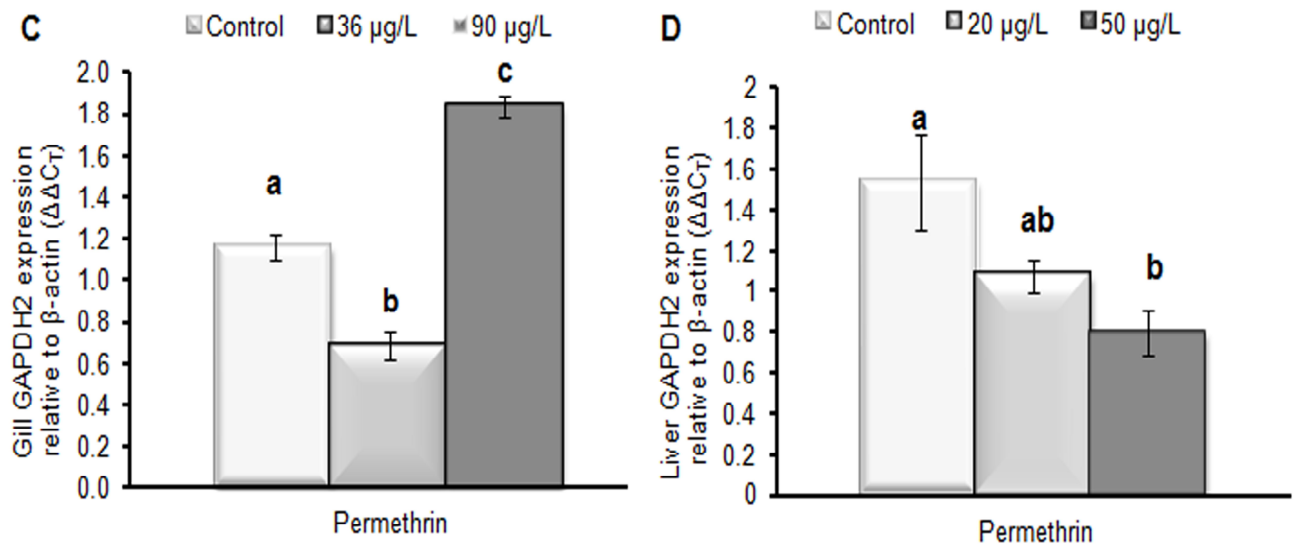 C
Control 36 µg/L 90 µg/L
Gill GAPDH2 expression
relative to β-actin (ΔΔCT)
2.0
1.8
1.6
1.4
1.2
1.0
0.8
0.6
0.4
0.2
0.0
a
b
c
Permethrin
D
Control 20 µg/L 50 µg/L
Liver GAPDH2 expression
relative to β-actin (ΔΔCT)
2
1.8
1.6
1.4
1.2
1
0.8
0.6
0.4
0.2
0
a
ab
b
Permethrin